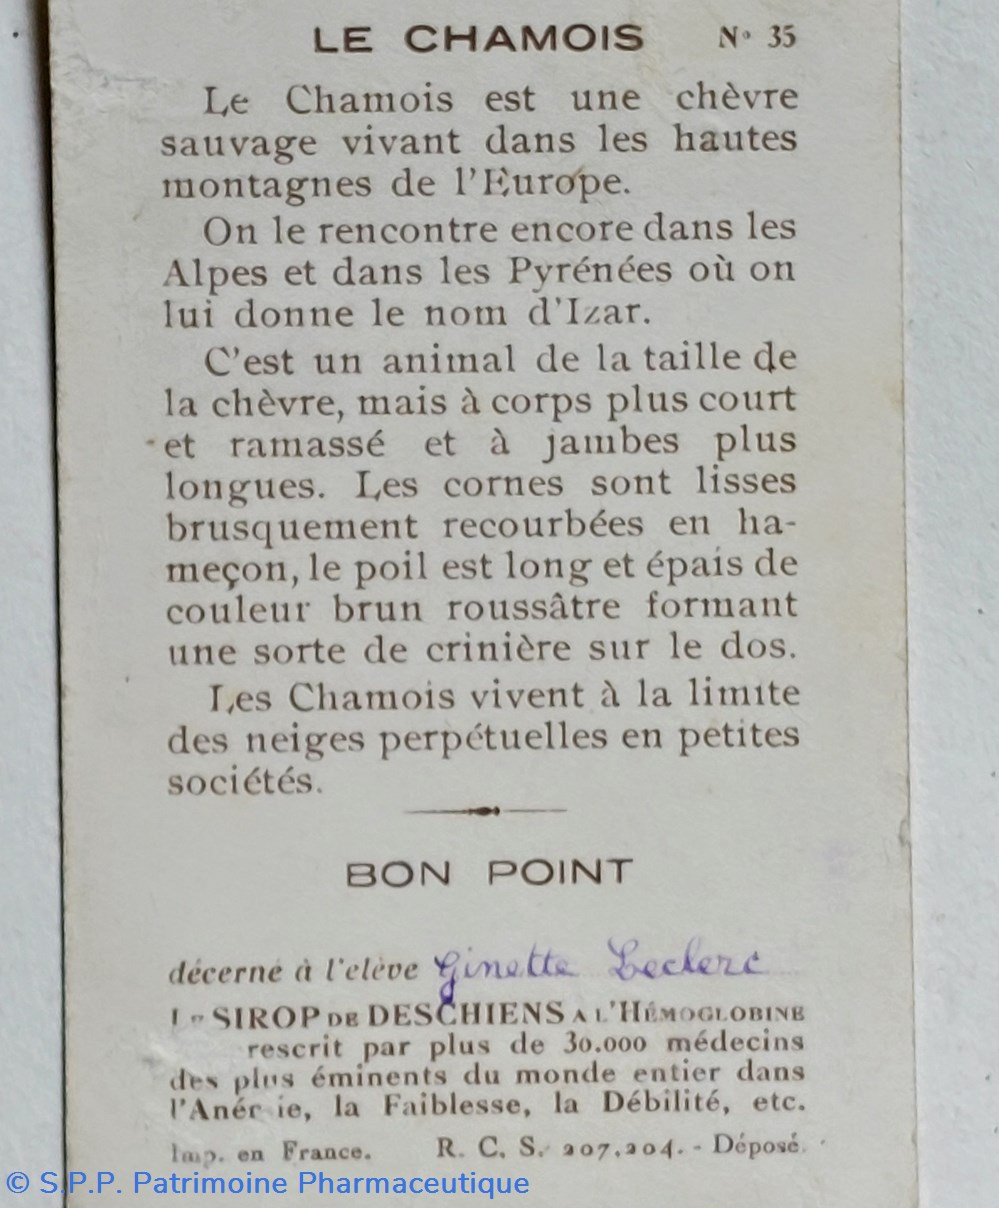 LE CHAMOIS N° 35
Le Chamois est une chèvre
sauvage vivant dans les hautes
montagnes de l'Europe.
On le rencontre encore dans les
Alpes et dans les Pyrénées où on
lui donne le nom d'Izar.
C'est un animal de la taille de
la chèvre, mais à corps plus court
et ramassé et à jambes plus
longues. Les cornes sont lisses
brusquement recourbées en ha-
meçon, le poil est long et épais de
couleur brun roussâtre formant
une sorte de crinière sur le dos.
Les Chamois vivent à la limite
des neiges perpétuelles en petites
sociétés.
BON POINT
décerné à l'elève Ginette Leclerc
SIROP DE DESCHIENS A L'HÉMOGLOBINE
rescrit par plus de 30.000 médecins
des plus éminents du monde entier dans
la Faiblesse, la Débilité, etc.
Imp. en France. R. C. S. 207.204. - Déposé.
© S.P.P. Patrimoine Pharmaceutique